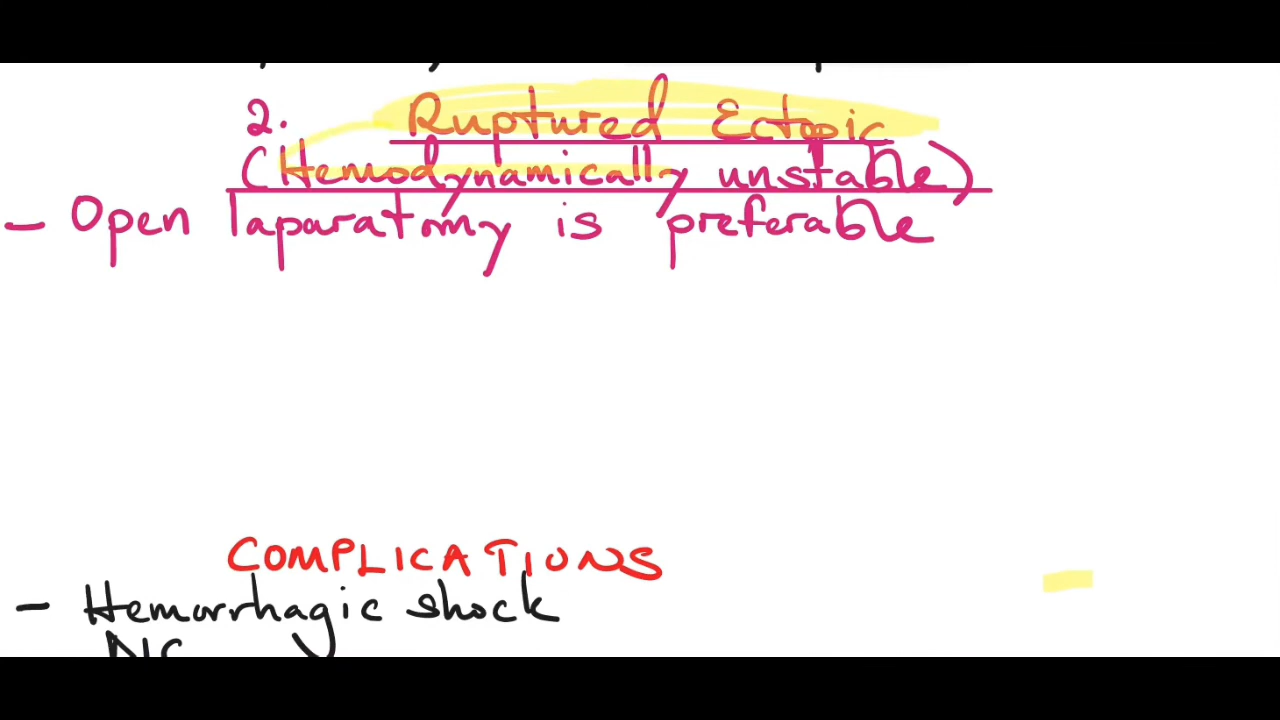 2. Ruptured Ectopic
(Hemodynamically unstable)
- Open laparatomy is preferable
COMPLICATIONS
- Hemorrhagic shock